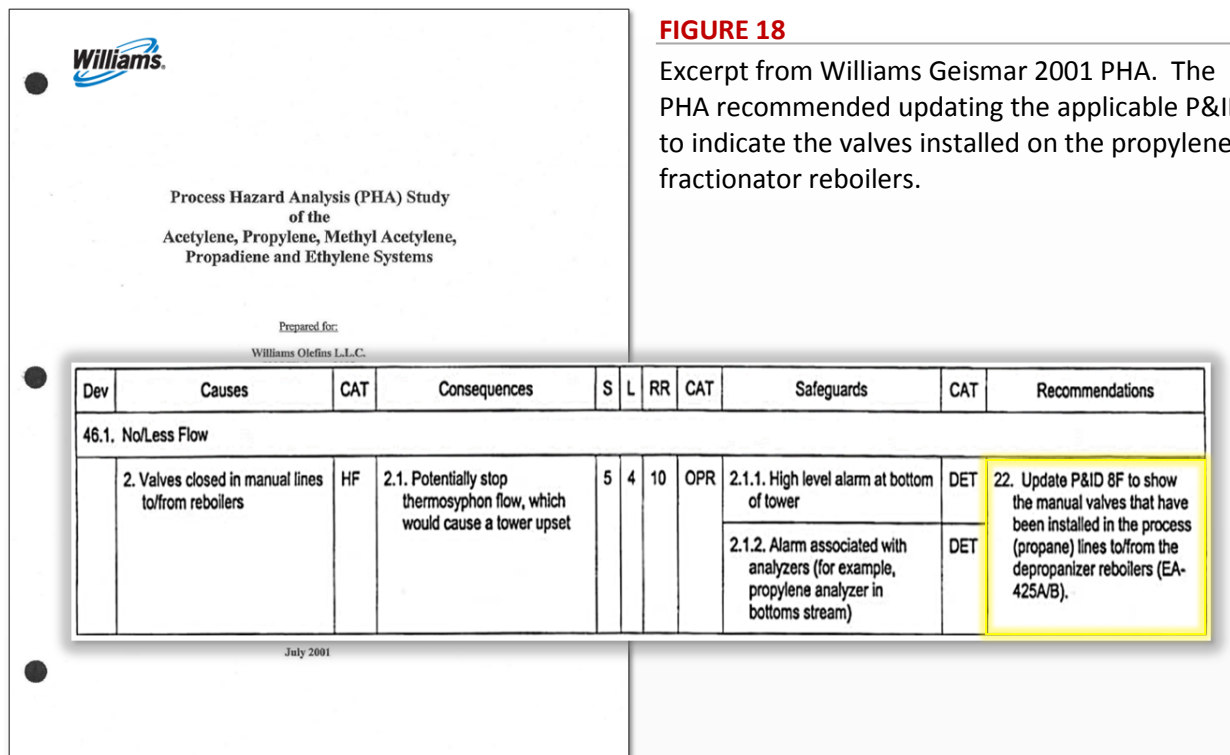 Williams.
FIGURE 18
Excerpt from Williams Geismar 2001 PHA. The
PHA recommended updating the applicable P&I
to indicate the valves installed on the propylene
fractionator reboilers.
Process Hazard Analysis (PHA) Study
of the
Acetylene, Propylene, Methyl Acetylene,
Propadiene and Ethylene Systems
Prepared for:
Williams Olefins L.L.C.
Dev Causes CAT Consequences S L RR CAT Safeguards CAT Recommendations
46.1. No/Less Flow
2. Valves closed in manual lines
to/from reboilers
HF
2.1. Potentially stop
thermosyphon flow, which
would cause a tower upset
5 4 10 OPR
2.1.1. High level alarm at bottom
of tower
DET
2.1.2. Alarm associated with
analyzers (for example,
propylene analyzer in
bottoms stream)
DET
22. Update P&ID 8F to show
the manual valves that have
been installed in the process
(propane) lines to/from the
depropanizer reboilers (EA-
425A/B).
July 2001